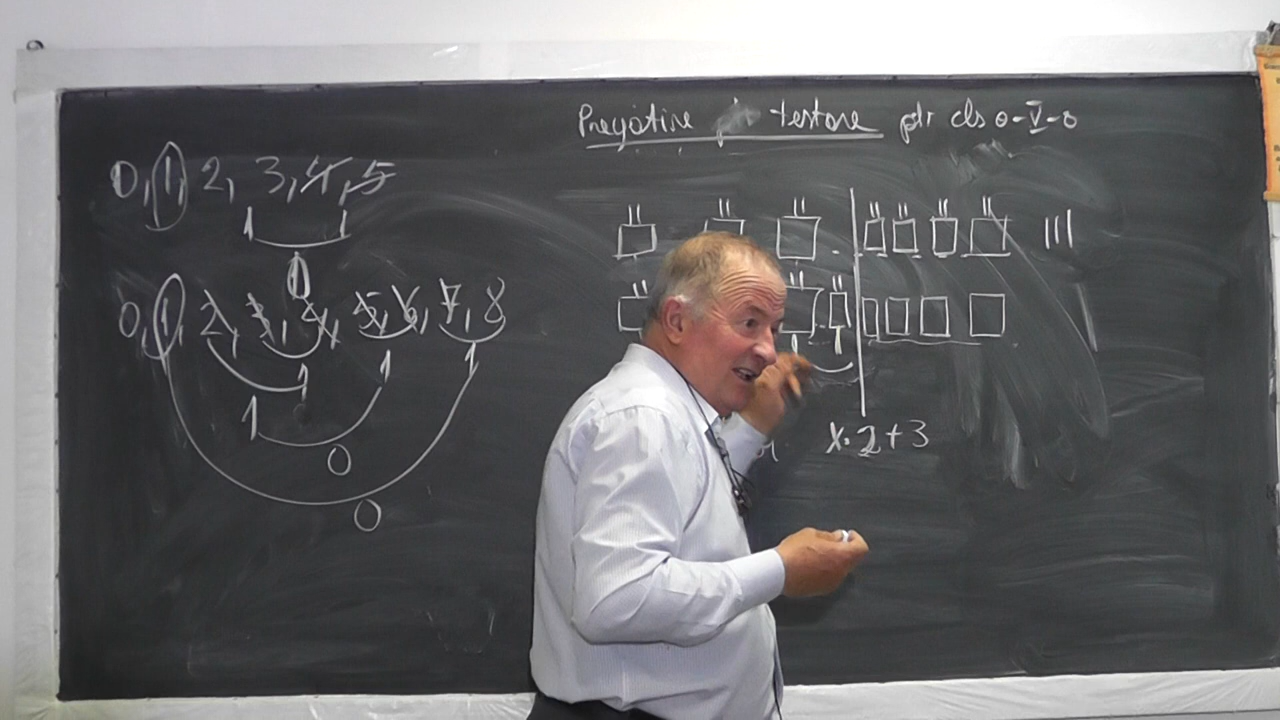 Pregătire testare ptr cls a-V-a
0, 1, 2, 3, 4, 5
1 1
0
0, 1, 2, 3, 4, 5, 6, 7, 8
1 1 1
1
0
0
x·2+3